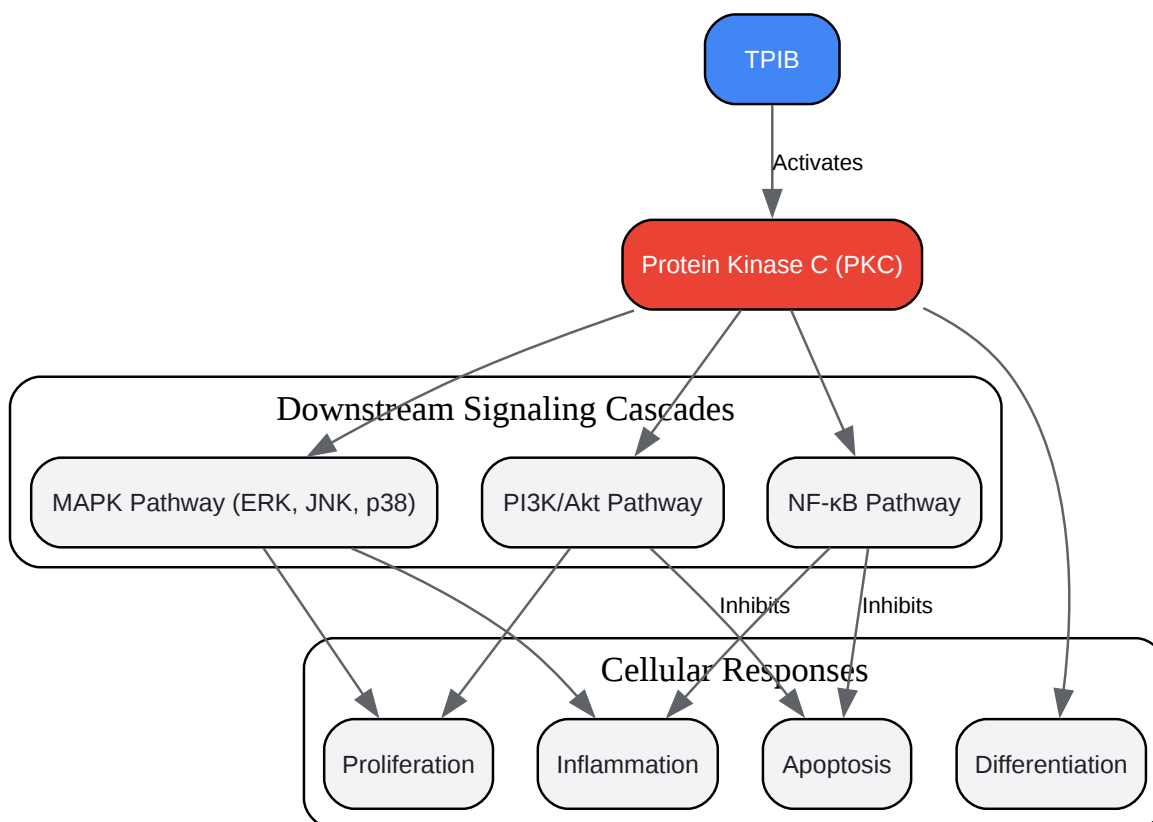 TPIB
Activates
Protein Kinase C (PKC)
Downstream Signaling Cascades
MAPK Pathway (ERK, JNK, p38)
PI3K/Akt Pathway
NF-κB Pathway
Inhibits
Inhibits
Cellular Responses
Proliferation
Inflammation
Apoptosis
Differentiation